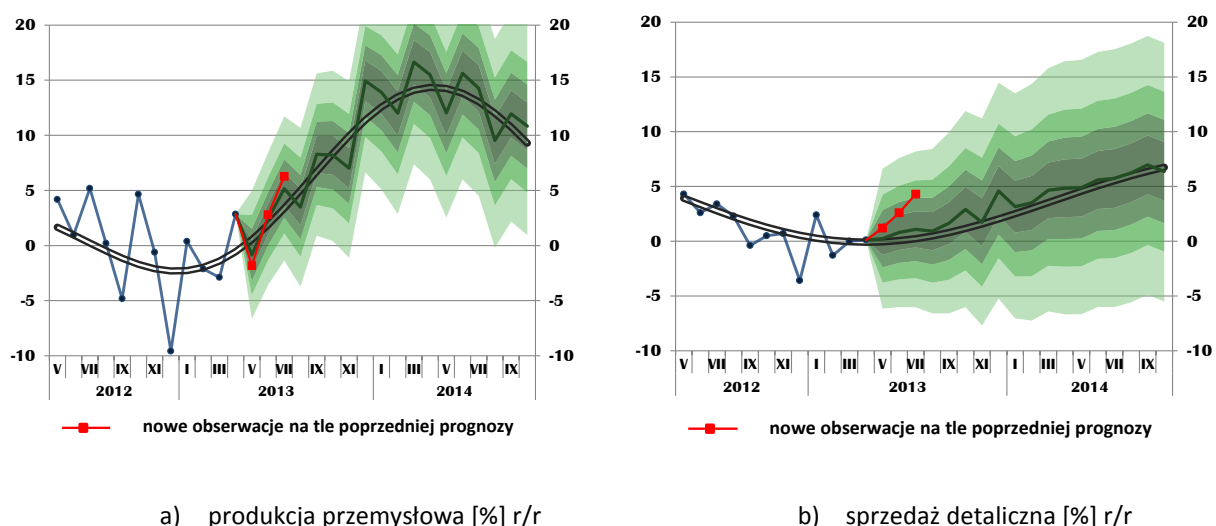 20 20 20 20
15 15 15 15
10 10 10 10
5 5 5 5
0 0 0 0
-5 -5 -5 -5
-10 -10 -10 -10
V VII IX XI I III V VII IX XI I III V VII IX V VII IX XI I III V VII IX XI I III V VII IX
2012 2013 2014 2012 2013 2014
nowe obserwacje na tle poprzedniej prognozy nowe obserwacje na tle poprzedniej prognozy
a) produkcja przemysłowa [%] r/r b) sprzedaż detaliczna [%] r/r